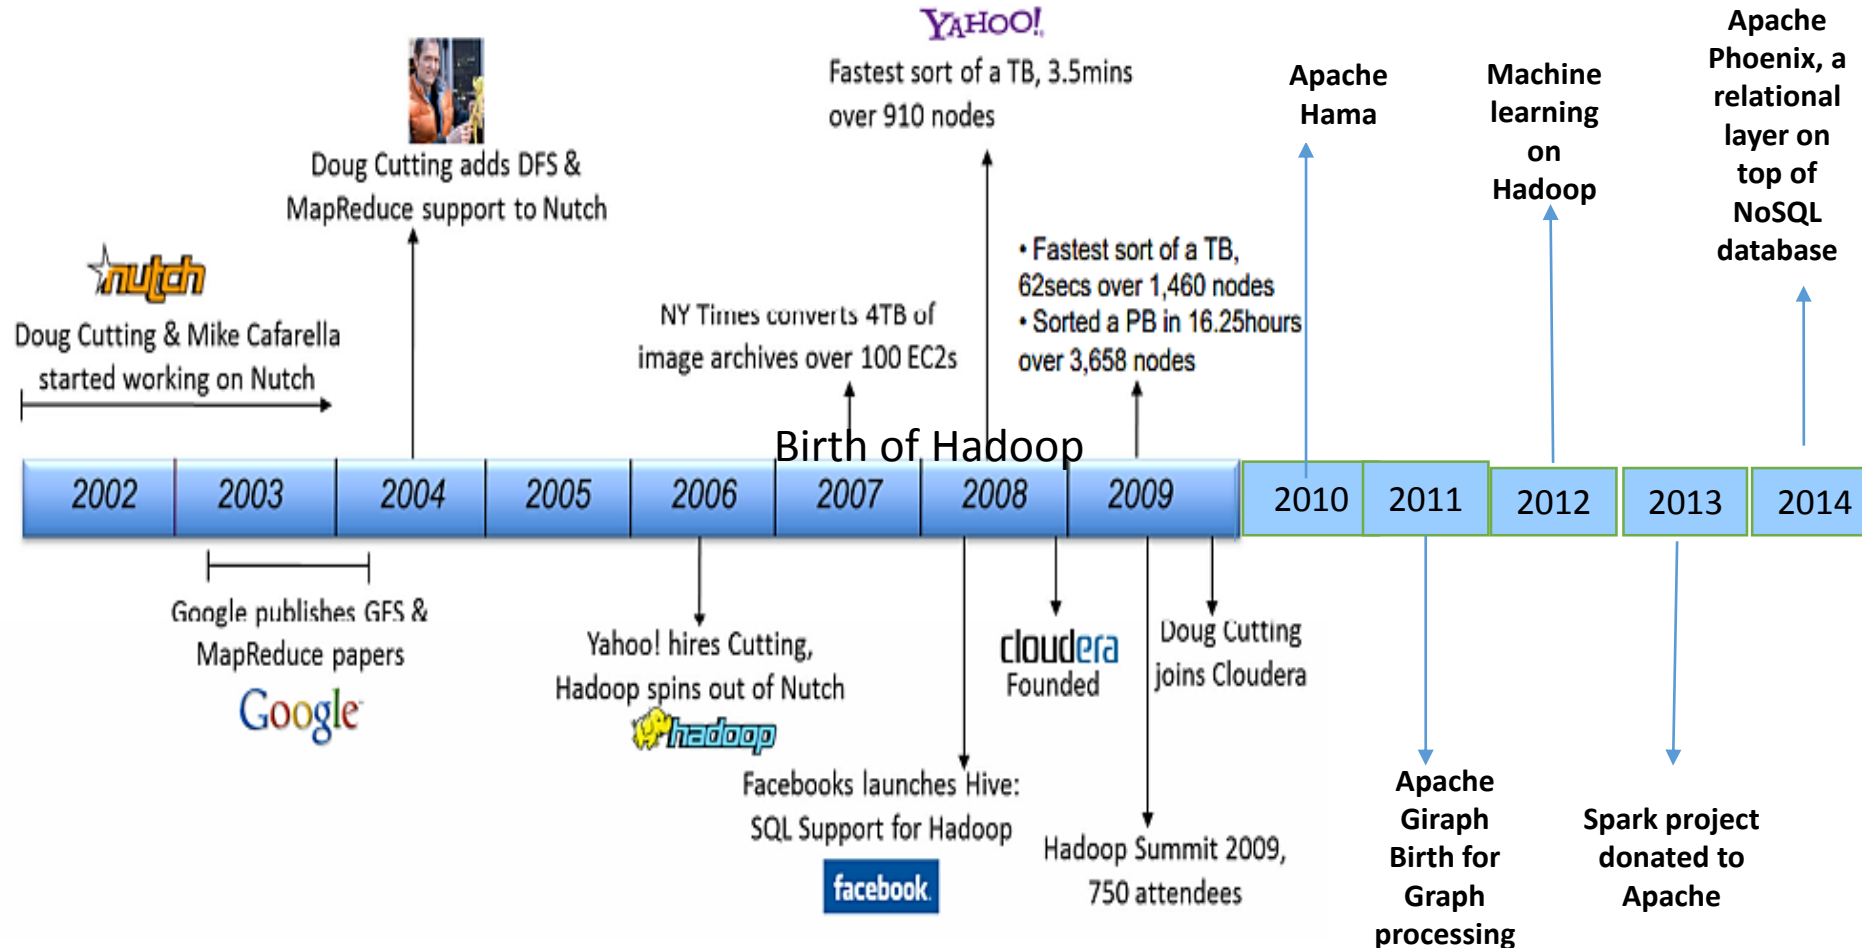 YAHOO!
Fastest sort of a TB, 3.5mins
over 910 nodes
Apache
Hama
Machine
learning
on
Hadoop
Apache
Phoenix, a
relational
layer on
top of
NoSQL
database
Doug Cutting adds DFS &
MapReduce support to Nutch
nutch
Doug Cutting & Mike Cafarella
started working on Nutch
NY Times converts 4TB of
image archives over 100 EC2s
• Fastest sort of a TB,
62secs over 1,460 nodes
• Sorted a PB in 16.25hours
over 3,658 nodes
Birth of Hadoop
2002
2003
2004
2005
2006
2007
2008
2009
2010
2011
2012
2013
2014
Google publishes GFS &
MapReduce papers
Google
Yahoo! hires Cutting,
Hadoop spins out of Nutch
hadoop
Facebooks launches Hive:
SQL Support for Hadoop
facebook.
cloudera
Founded
Doug Cutting
joins Cloudera
Hadoop Summit 2009,
750 attendees
Apache
Giraph
Birth for
Graph
processing
Spark project
donated to
Apache